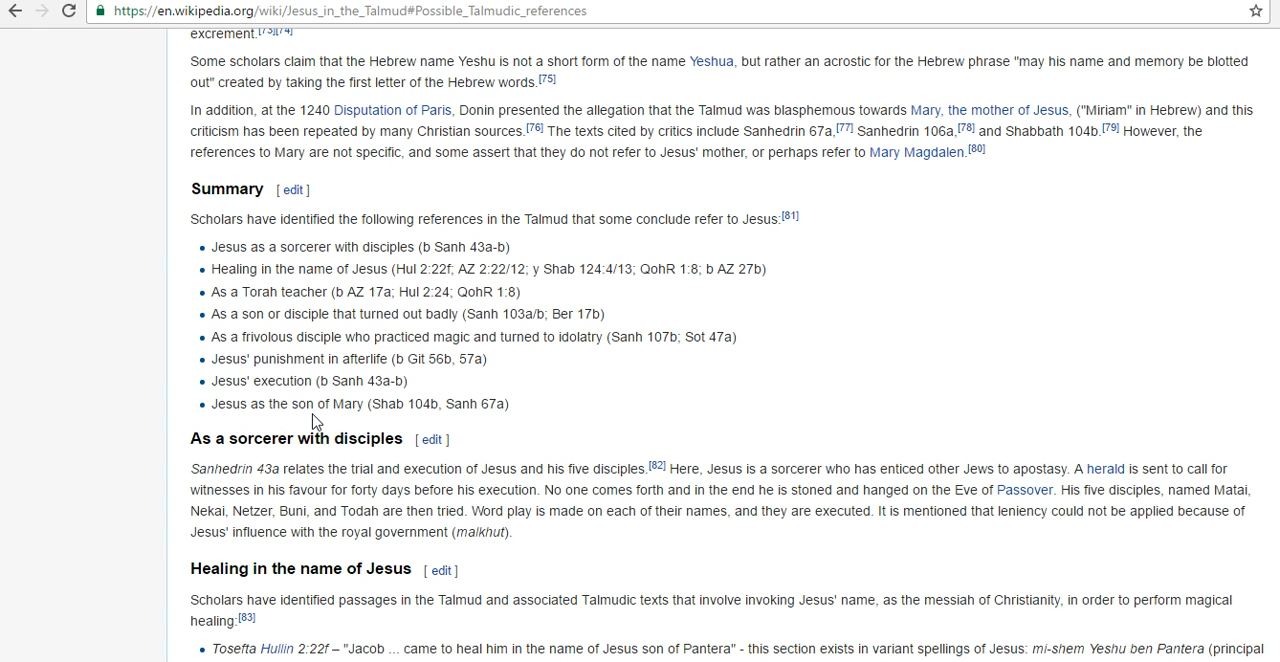 https://en.wikipedia.org/wiki/Jesus_in_the_Talmud#Possible_Talmudic_references
excrement.[73][74]
Some scholars claim that the Hebrew name Yeshu is not a short form of the name Yeshua, but rather an acrostic for the Hebrew phrase "may his name and memory be blotted
out" created by taking the first letter of the Hebrew words.[75]
In addition, at the 1240 Disputation of Paris, Donin presented the allegation that the Talmud was blasphemous towards Mary, the mother of Jesus, ("Miriam" in Hebrew) and this
criticism has been repeated by many Christian sources.[76] The texts cited by critics include Sanhedrin 67a,[77] Sanhedrin 106a,[78] and Shabbath 104b.[79] However, the
references to Mary are not specific, and some assert that they do not refer to Jesus' mother, or perhaps refer to Mary Magdalen.[80]
Summary [ edit ]
Scholars have identified the following references in the Talmud that some conclude refer to Jesus:[81]
• Jesus as a sorcerer with disciples (b Sanh 43a-b)
• Healing in the name of Jesus (Hul 2:22f; AZ 2:22/12; y Shab 124:4/13; QohR 1:8; b AZ 27b)
• As a Torah teacher (b AZ 17a; Hul 2:24; QohR 1:8)
• As a son or disciple that turned out badly (Sanh 103a/b; Ber 17b)
• As a frivolous disciple who practiced magic and turned to idolatry (Sanh 107b; Sot 47a)
• Jesus' punishment in afterlife (b Git 56b, 57a)
• Jesus' execution (b Sanh 43a-b)
• Jesus as the son of Mary (Shab 104b, Sanh 67a)
As a sorcerer with disciples [ edit ]
Sanhedrin 43a relates the trial and execution of Jesus and his five disciples.[82] Here, Jesus is a sorcerer who has enticed other Jews to apostasy. A herald is sent to call for
witnesses in his favour for forty days before his execution. No one comes forth and in the end he is stoned and hanged on the Eve of Passover. His five disciples, named Matai,
Nekai, Netzer, Buni, and Todah are then tried. Word play is made on each of their names, and they are executed. It is mentioned that leniency could not be applied because of
Jesus' influence with the royal government (malkhut).
Healing in the name of Jesus [ edit ]
Scholars have identified passages in the Talmud and associated Talmudic texts that involve invoking Jesus' name, as the messiah of Christianity, in order to perform magical
healing:[83]
• Tosefta Hullin 2:22f – "Jacob ... came to heal him in the name of Jesus son of Pantera" - this section exists in variant spellings of Jesus: mi-shem Yeshu ben Pantera (principal